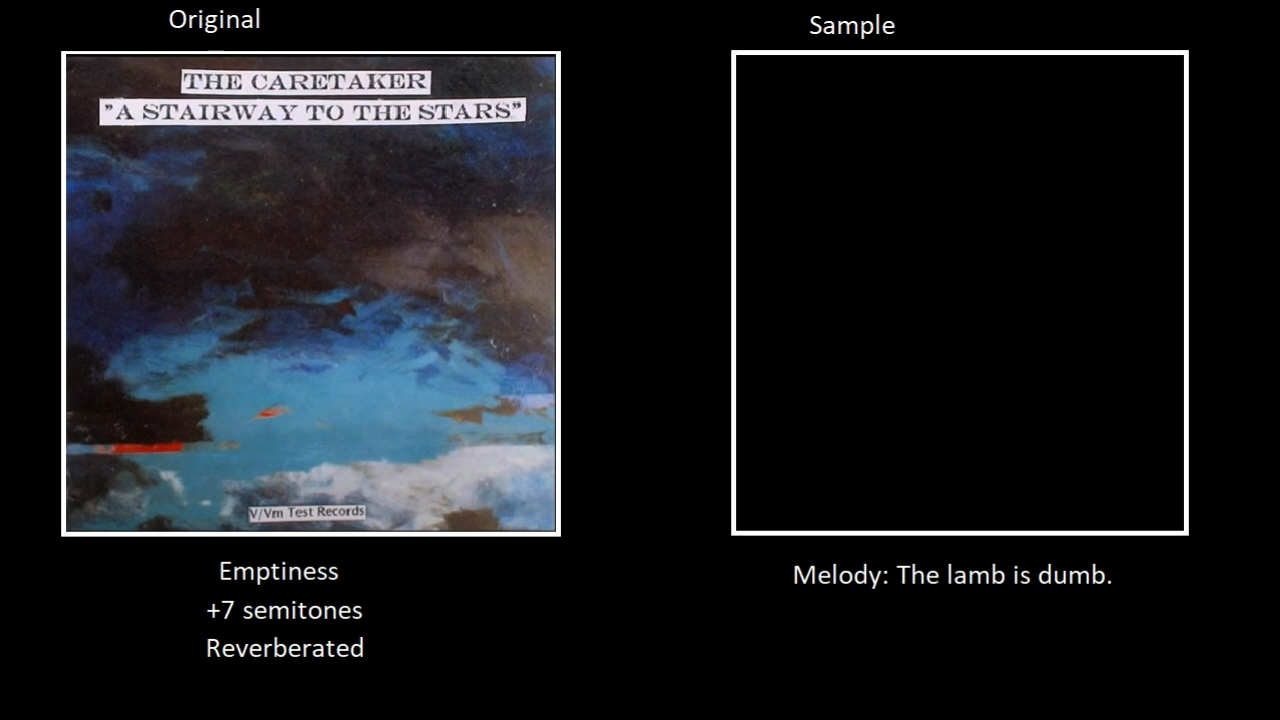 Original
THE CARETAKER
"A STAIRWAY TO THE STARS"
V/Vm Test Records
Emptiness
+7 semitones
Reverberated
Sample
Melody: The lamb is dumb.